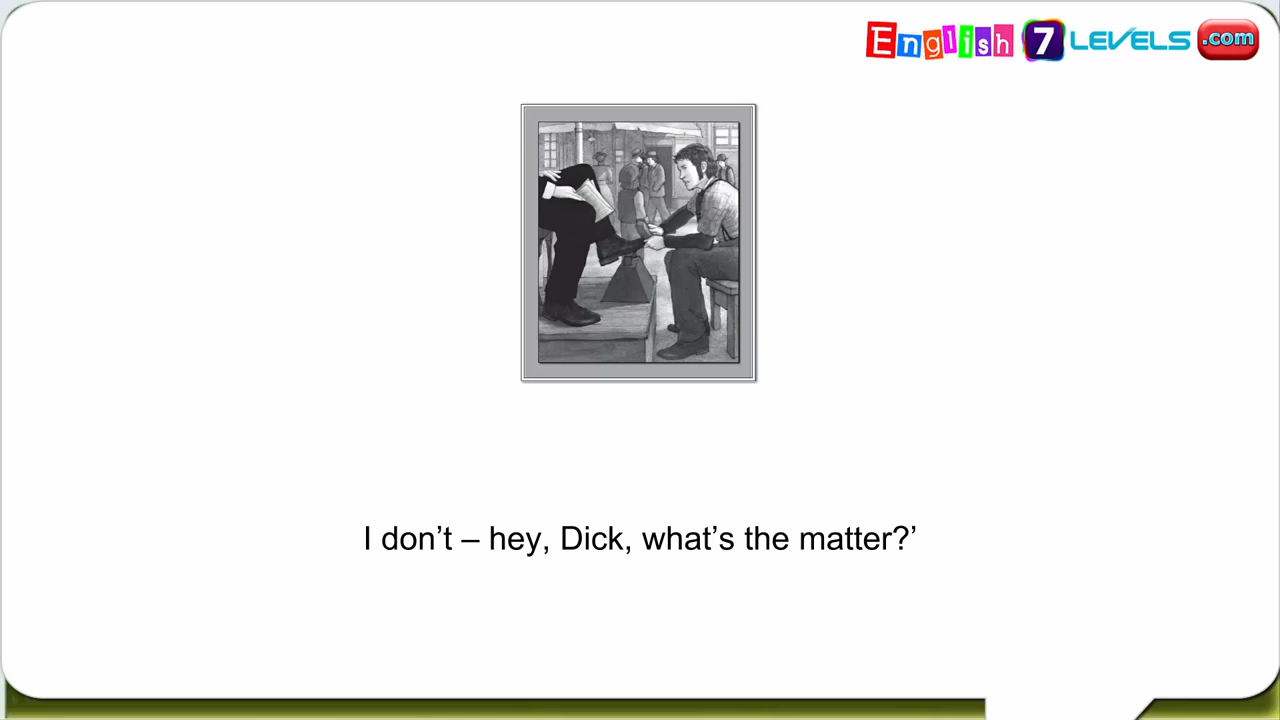 English 7 LEVELS .com
I don’t – hey, Dick, what’s the matter?’